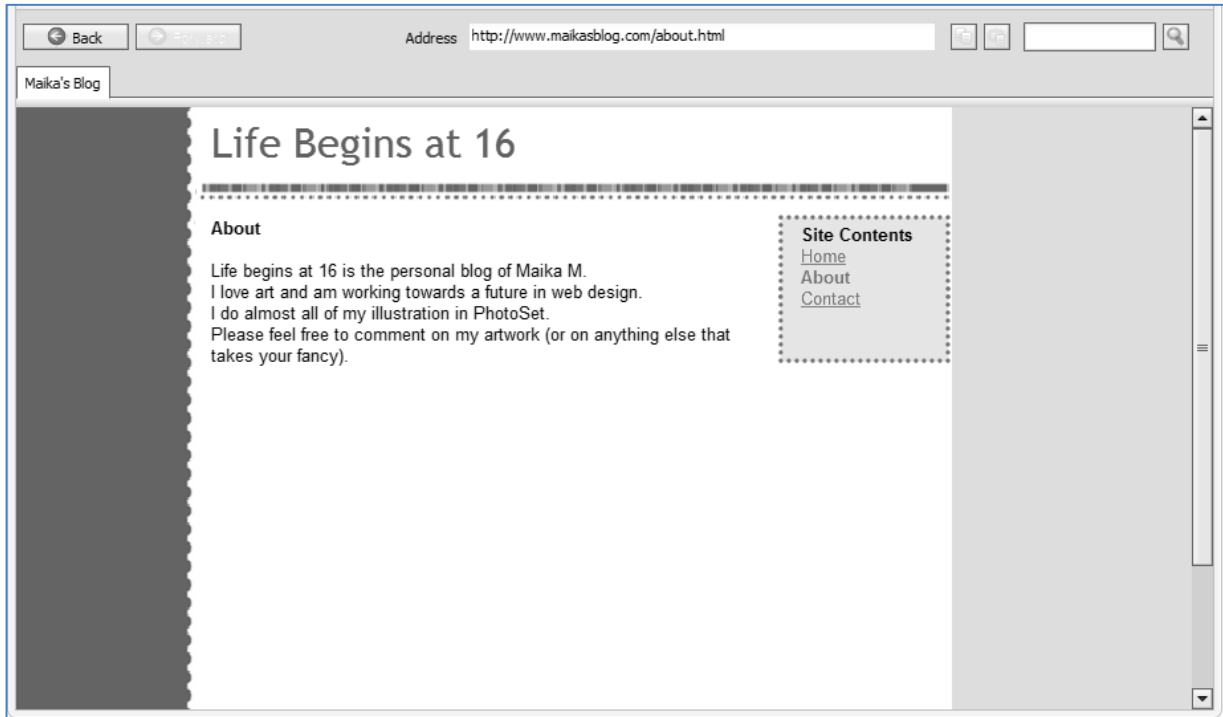 Back
Forward
Address http://www.maikasblog.com/about.html
Maika's Blog
Life Begins at 16
About
Life begins at 16 is the personal blog of Maika M.
I love art and am working towards a future in web design.
I do almost all of my illustration in PhotoSet.
Please feel free to comment on my artwork (or on anything else that
takes your fancy).
Site Contents
Home
About
Contact